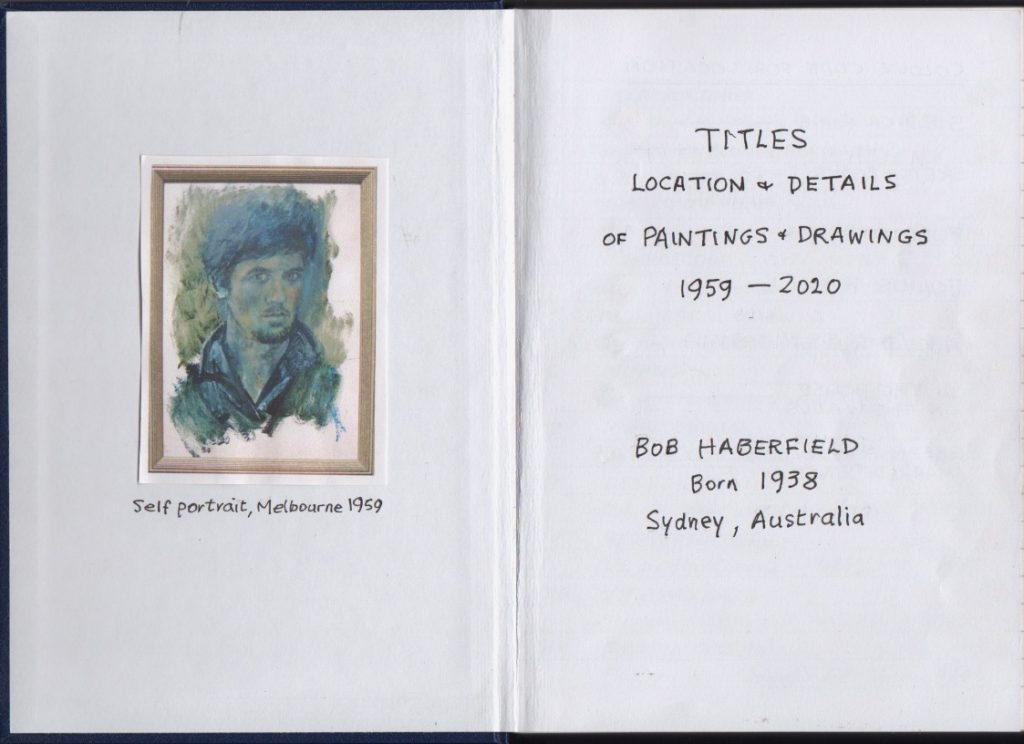 Self portrait, Melbourne 1959
TITLES
LOCATION & DETAILS
OF PAINTINGS & DRAWINGS
1959 — 2020
BOB HABERFIELD
Born 1938
Sydney, Australia